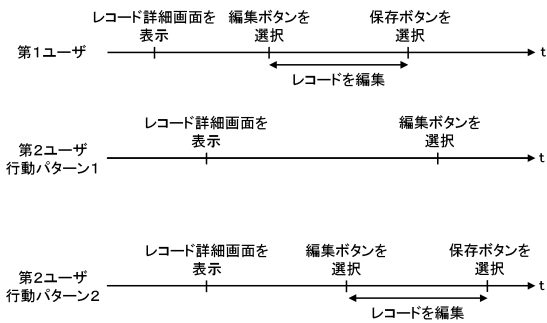 レコード詳細画面を
表示
編集ボタンを
選択
保存ボタンを
選択
第1ユーザ
t
レコードを編集
レコード詳細画面を
表示
編集ボタンを
選択
第2ユーザ
行動パターン1
t
レコード詳細画面を
表示
編集ボタンを
選択
保存ボタンを
選択
第2ユーザ
行動パターン2
t
レコードを編集